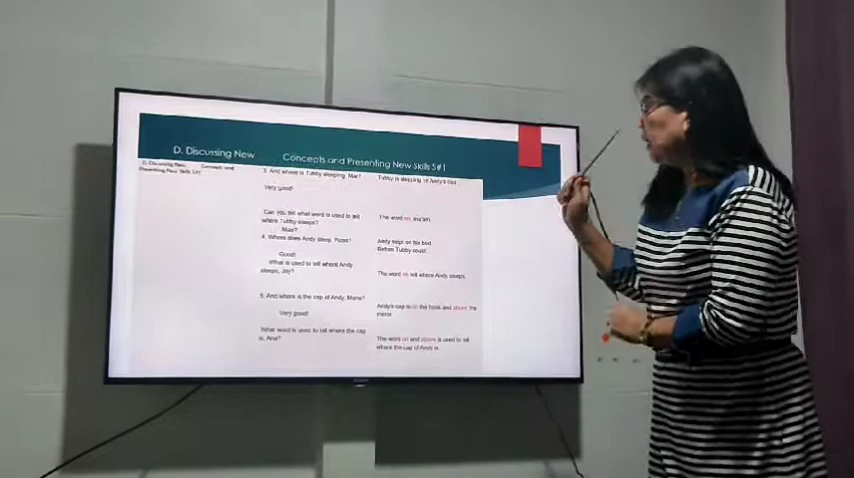 D. Discussing New Concepts and Presenting New Skills S#1
D. Discussing New Concepts and
Presenting New Skills S#1
3. And where is Tubby sleeping, Mac?
Very good!
Can you tell what word is used to tell
where Tubby sleeps?
Mae?
4. Where does Andy sleep, Rose?
Good!
What is used to tell where Andy
sleeps, Joy?
5. And where is the cap of Andy, Marie?
Very good!
What word is used to tell where the cap
is, Ana?
Tubby is sleeping on Andy's bed
The word on, ma'am.
Andy slept on his bed
Before Tubby could.
The word on tell where Andy sleeps.
Andy's cap is on the hook and above the
mirror.
The word on and above is used to tell
where the cap of Andy is.